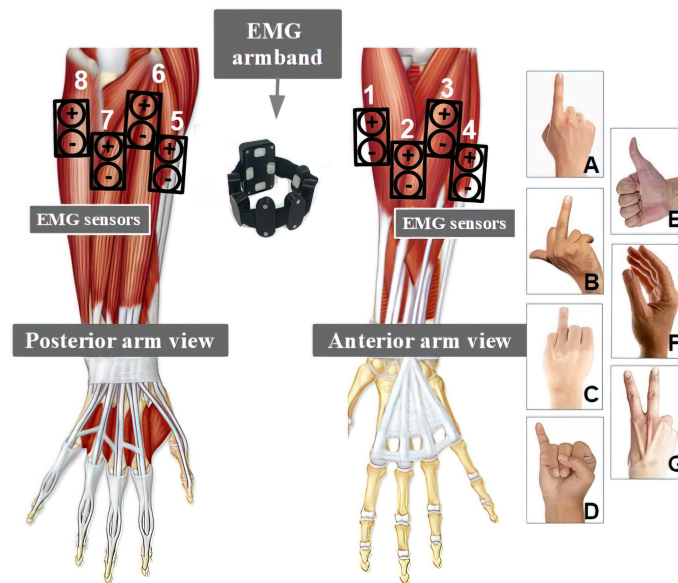 EMG
armband
8
6
7
5
+
+
+
+
-
-
-
-
EMG sensors
Posterior arm view
1
3
2
4
+
+
+
+
-
-
-
-
EMG sensors
Anterior arm view
A
B
C
D
E
F
G